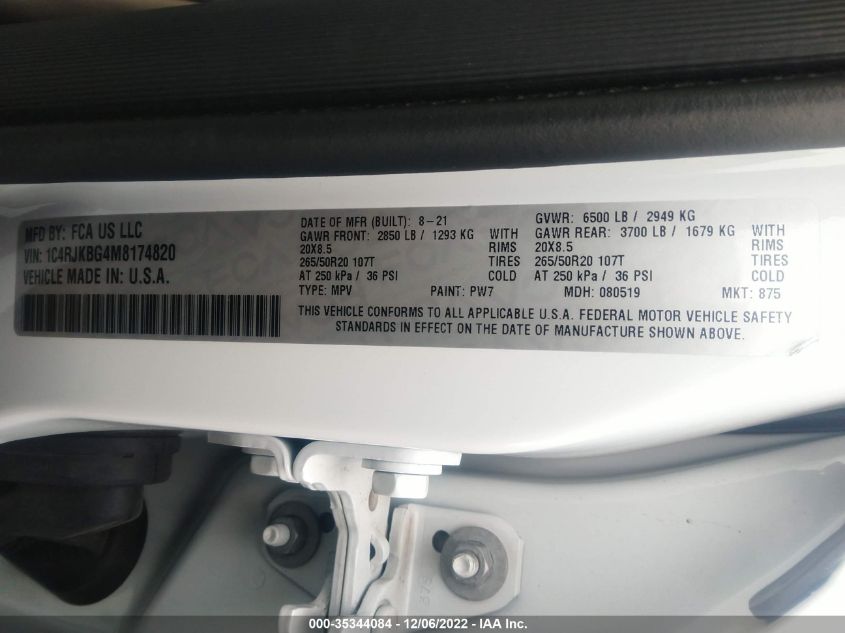 MFD BY: FCA US LLC
VIN: 1C4RJKBG4M8174820
VEHICLE MADE IN: U.S.A.
DATE OF MFR (BUILT): 8-21
GAWR FRONT: 2850 LB / 1293 KG WITH
20X8.5 RIMS
265/50R20 107T TIRES
AT 250 kPa / 36 PSI COLD
GVWR: 6500 LB / 2949 KG
GAWR REAR: 3700 LB / 1679 KG WITH
20X8.5 RIMS
265/50R20 107T TIRES
AT 250 kPa / 36 PSI COLD
TYPE: MPV PAINT: PW7 MDH: 080519 MKT: 875
THIS VEHICLE CONFORMS TO ALL APPLICABLE U.S.A. FEDERAL MOTOR VEHICLE SAFETY
STANDARDS IN EFFECT ON THE DATE OF MANUFACTURE SHOWN ABOVE.
000-35344084 - 12/06/2022 - IAA Inc.